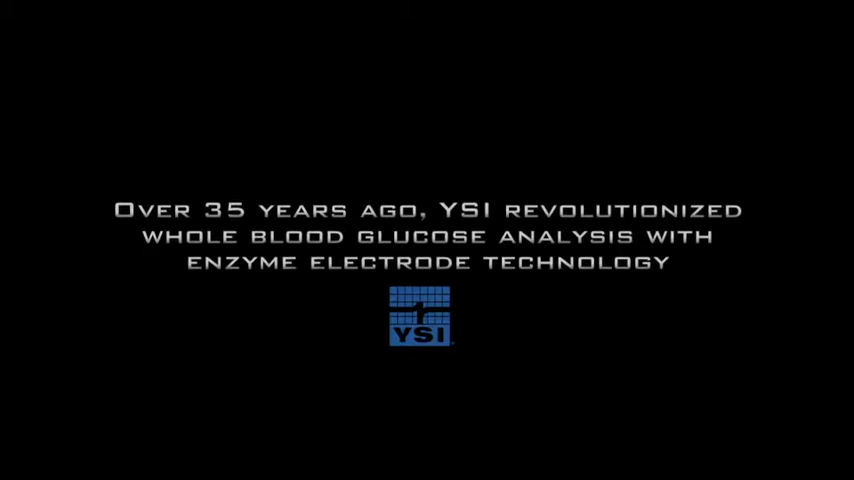 Over 35 years ago, YSI revolutionized
whole blood glucose analysis with
enzyme electrode technology
YSI